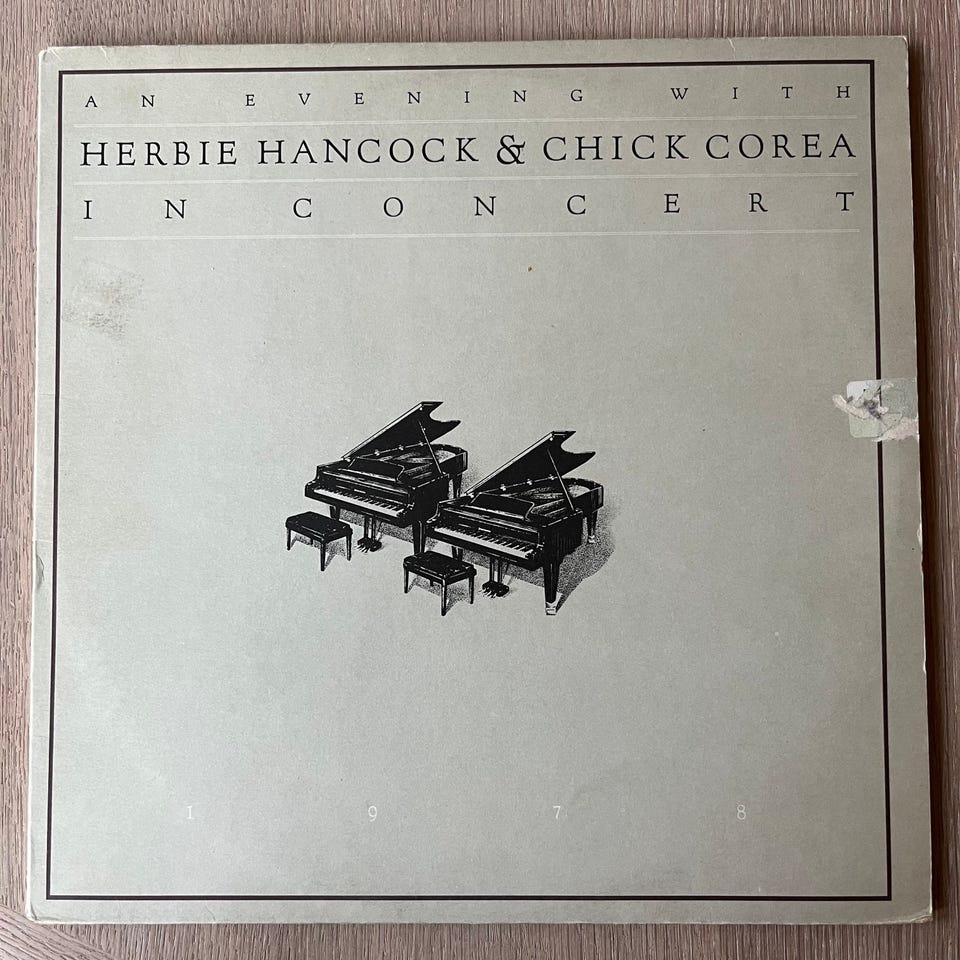 AN EVENING WITH
HERBIE HANCOCK & CHICK COREA
IN CONCERT
1978